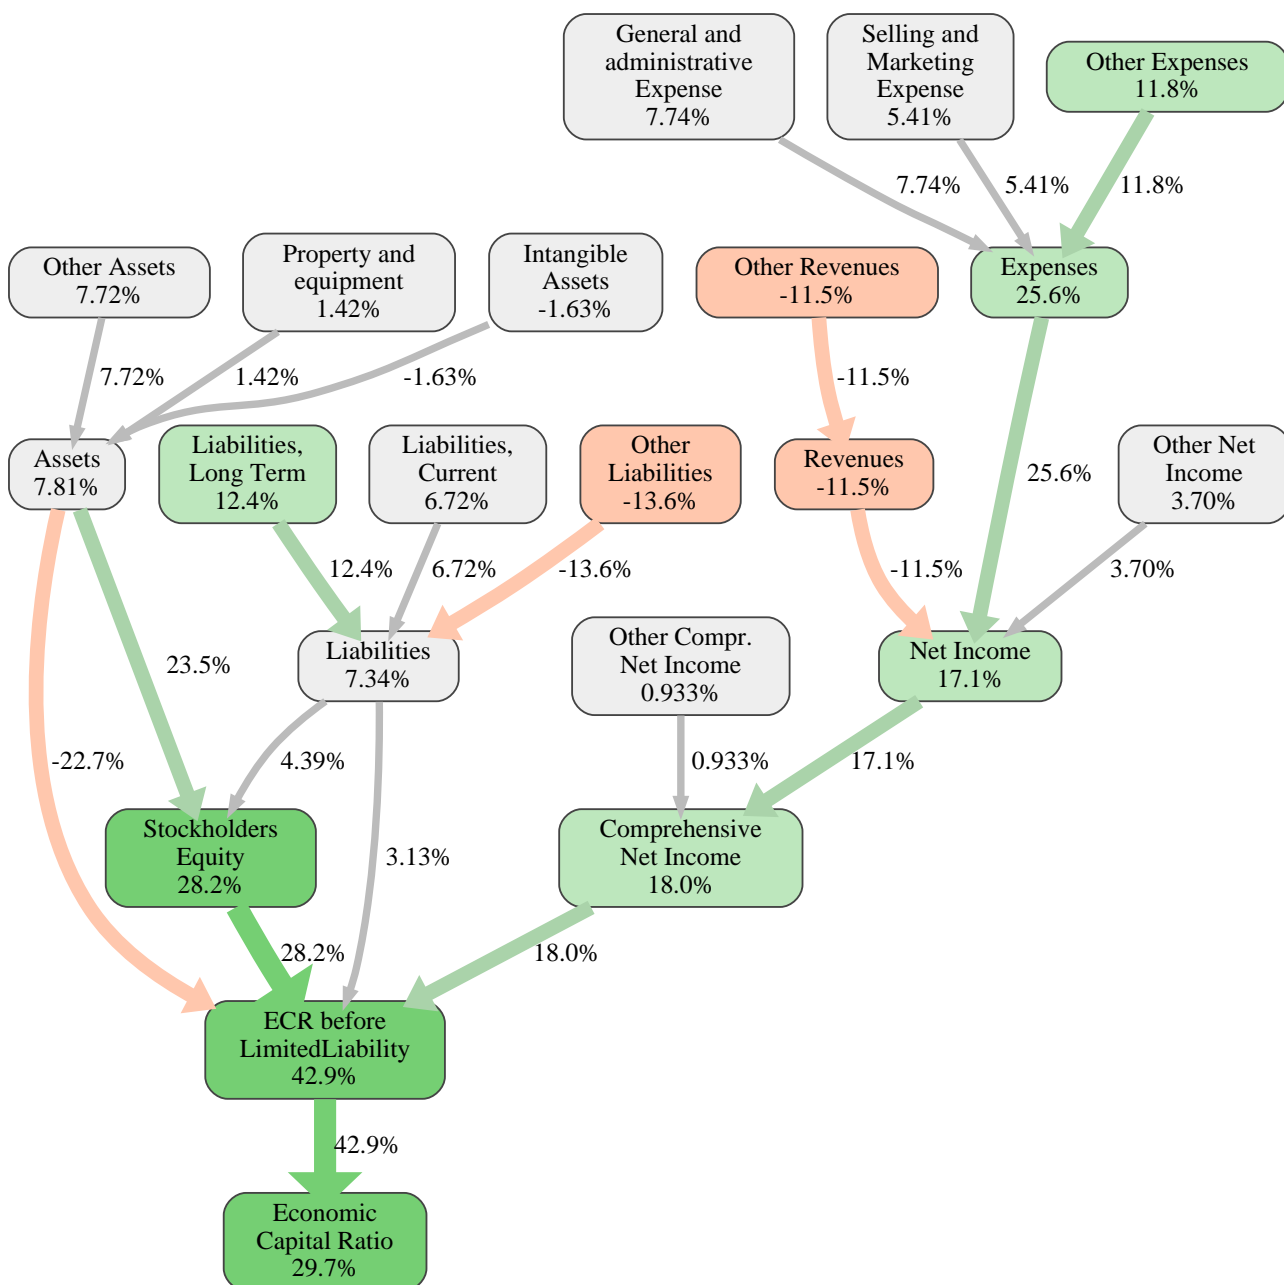 General and
administrative
Expense
7.74%
Selling and
Marketing
Expense
5.41%
Other Expenses
11.8%
7.74%
5.41%
11.8%
Other Assets
7.72%
Property and
equipment
1.42%
Intangible
Assets
-1.63%
Other Revenues
-11.5%
Expenses
25.6%
7.72%
1.42%
-1.63%
-11.5%
Assets
7.81%
Liabilities,
Long Term
12.4%
Liabilities,
Current
6.72%
Other
Liabilities
-13.6%
Revenues
-11.5%
25.6%
Other Net
Income
3.70%
12.4%
6.72%
-13.6%
-11.5%
3.70%
23.5%
Liabilities
7.34%
Other Compr.
Net Income
0.933%
Net Income
17.1%
-22.7%
4.39%
0.933%
17.1%
Stockholders
Equity
28.2%
3.13%
Comprehensive
Net Income
18.0%
28.2%
18.0%
ECR before
LimitedLiability
42.9%
42.9%
Economic
Capital Ratio
29.7%